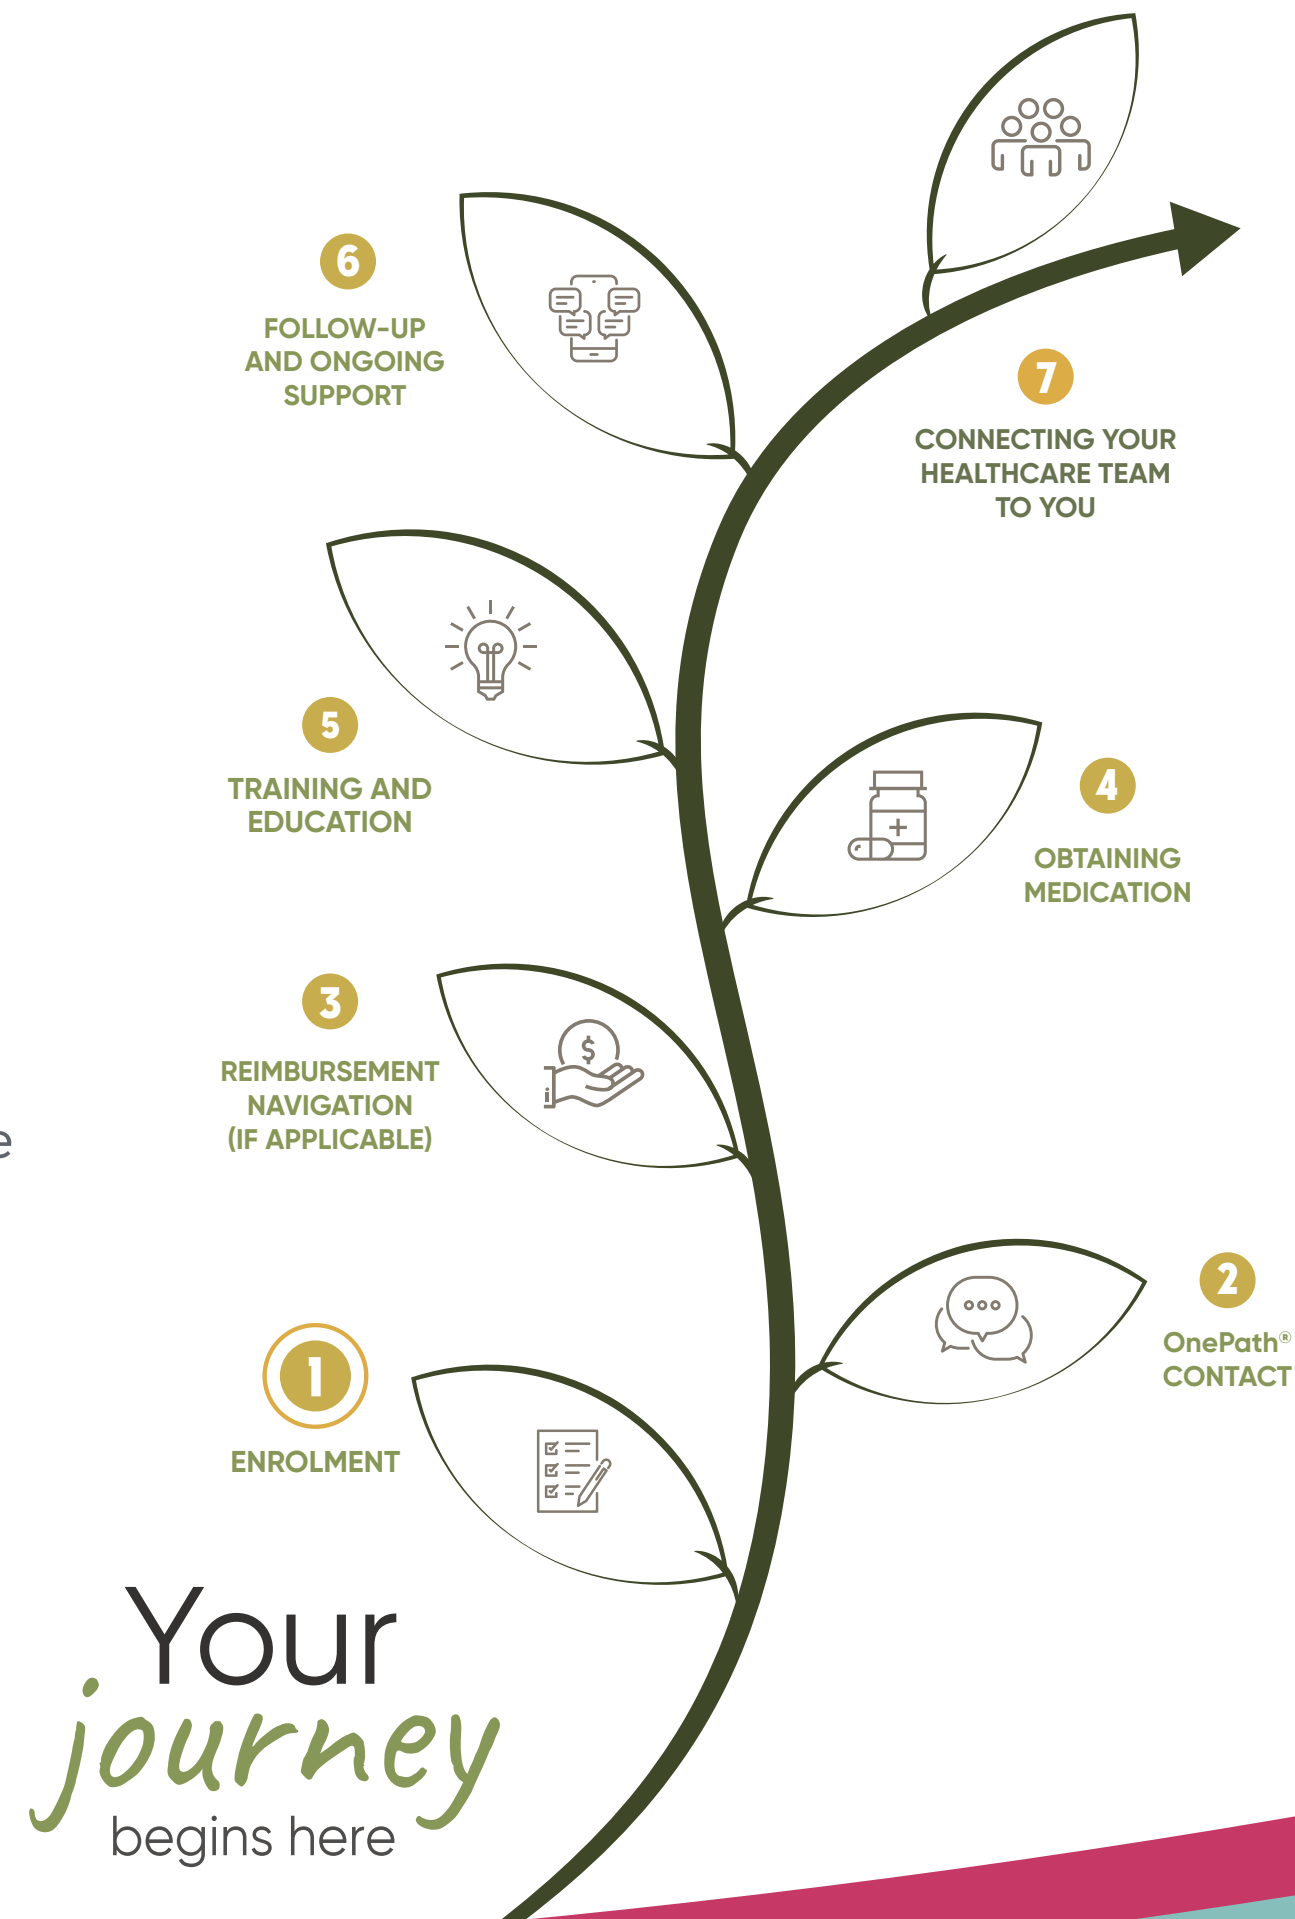 6
FOLLOW-UP
AND ONGOING
SUPPORT
7
CONNECTING YOUR
HEALTHCARE TEAM
TO YOU
5
TRAINING AND
EDUCATION
4
OBTAINING
MEDICATION
3
REIMBURSEMENT
NAVIGATION
(IF APPLICABLE)
$
e
2
OnePath®
CONTACT
1
ENROLMENT
Your
journey
begins here